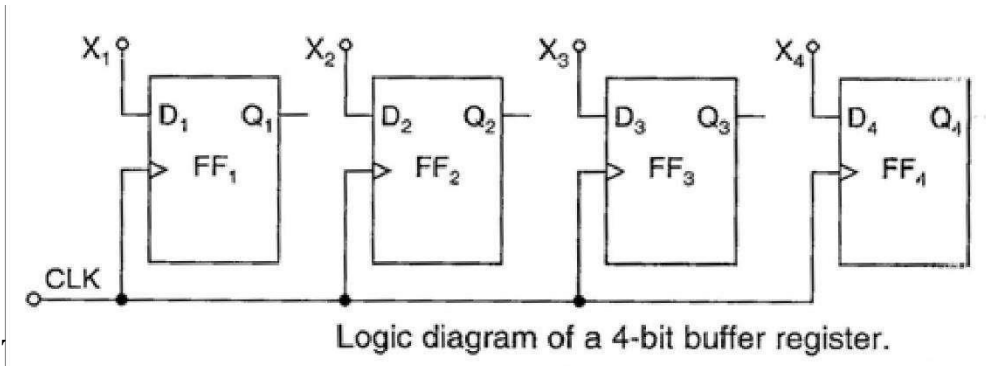 X₁ X₂ X₃ X₄
D₁ Q₁ D₂ Q₂ D₃ Q₃ D₄ Q₄
FF₁ FF₂ FF₃ FF₄
CLK
Logic diagram of a 4-bit buffer register.